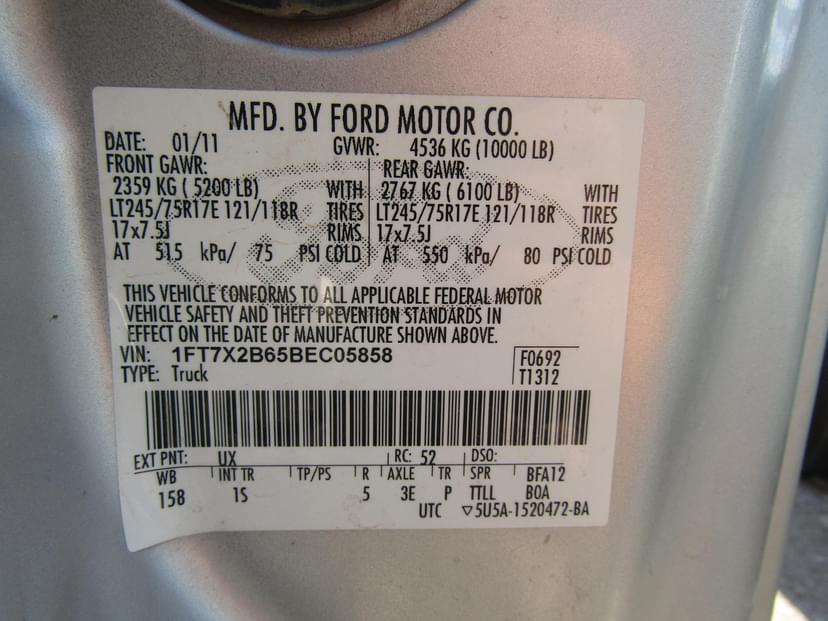 MFD. BY FORD MOTOR CO.
DATE: 01/11 GVWR: 4536 KG (10000 LB)
FRONT GAWR: REAR GAWR:
2359 KG ( 5200 LB) WITH 2767 KG ( 6100 LB) WITH
LT245/75R17E 121/118R TIRES LT245/75R17E 121/118R TIRES
17x7.5J RIMS 17x7.5J RIMS
AT 515 kPa/ 75 PSI COLD AT 550 kPa/ 80 PSI COLD
THIS VEHICLE CONFORMS TO ALL APPLICABLE FEDERAL MOTOR
VEHICLE SAFETY AND THEFT PREVENTION STANDARDS IN
EFFECT ON THE DATE OF MANUFACTURE SHOWN ABOVE.
VIN: 1FT7X2B65BEC05858 F0692
TYPE: Truck T1312
EXT PNT: UX RC: 52 DSO:
WB INT TR TP/PS R AXLE TR SPR BFA12
158 1S 5 3E P TTLL BOA
UTC ▽5U5A-1520472-BA